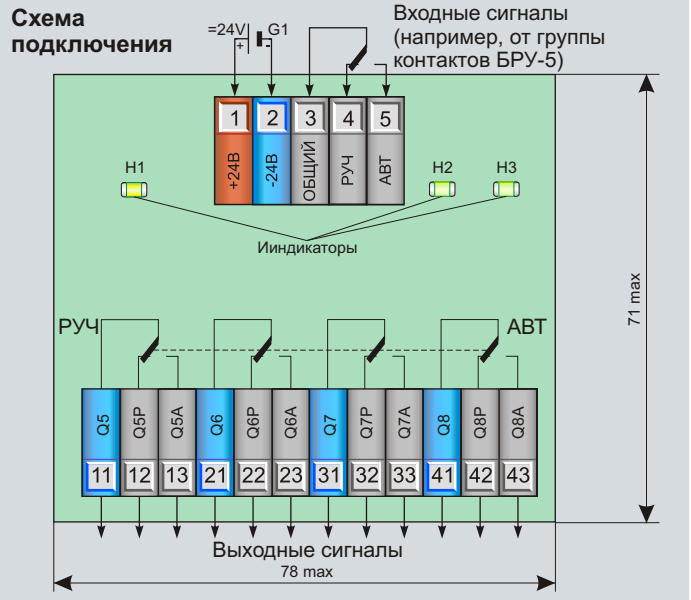 Схема
подключения
=24V
+
-
G1
Входные сигналы
(например, от группы
контактов БРУ-5)
1 2 3 4 5
+24В -24В ОБЩИЙ РУЧ АВТ
H1
H2
H3
Ииндикаторы
71 max
РУЧ
АВТ
Q5 Q5P Q5A Q6 Q6P Q6A Q7 Q7P Q7A Q8 Q8P Q8A
11 12 13 21 22 23 31 32 33 41 42 43
Выходные сигналы
78 max